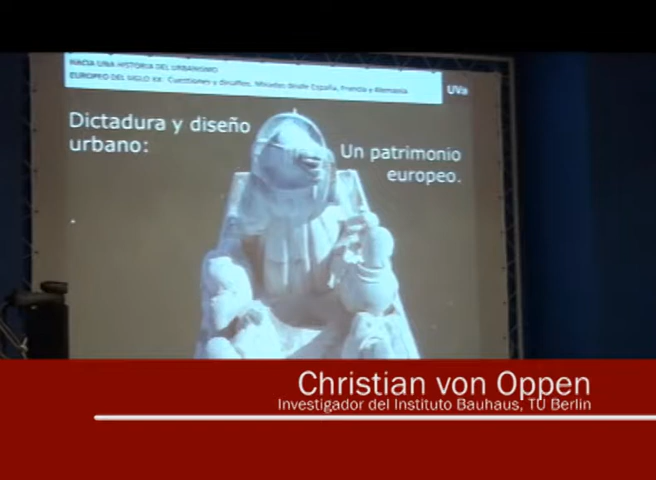 HACIA UNA HISTORIA DEL URBANISMO
EUROPEO DEL SIGLO XX: Cuestiones y desafíos. Miradas desde España, Francia y Alemania.
UVa
Dictadura y diseño
urbano:
Un patrimonio
europeo.
Christian von Oppen
Investigador del Instituto Bauhaus, TU Berlin